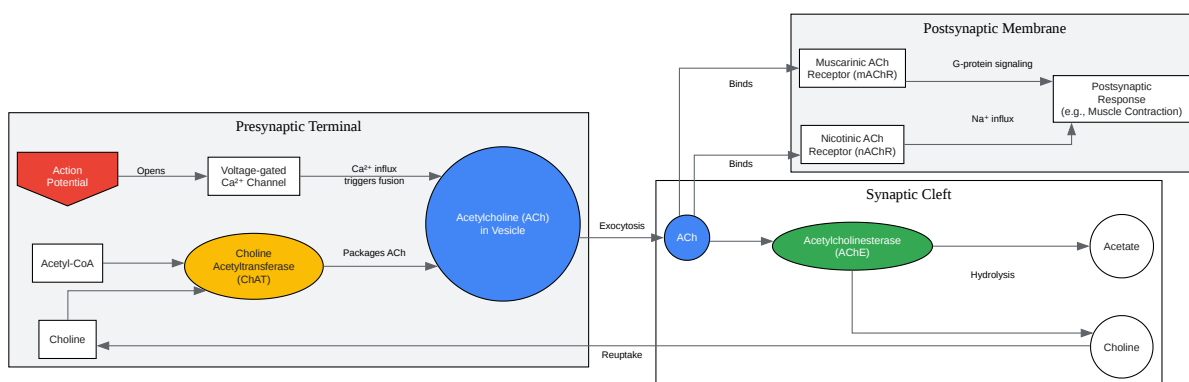 Postsynaptic Membrane
Muscarinic ACh
Receptor (mAChR)
G-protein signaling
Binds
Postsynaptic
Response
(e.g., Muscle Contraction)
Na⁺ influx
Nicotinic ACh
Receptor (nAChR)
Binds
Presynaptic Terminal
Action
Potential
Opens
Voltage-gated
Ca²⁺ Channel
Ca²⁺ influx
triggers fusion
Acetylcholine (ACh)
in Vesicle
Acetyl-CoA
Choline
Acetyltransferase
(ChAT)
Packages ACh
Choline
Exocytosis
Synaptic Cleft
ACh
Acetylcholinesterase
(AChE)
Hydrolysis
Acetate
Choline
Reuptake